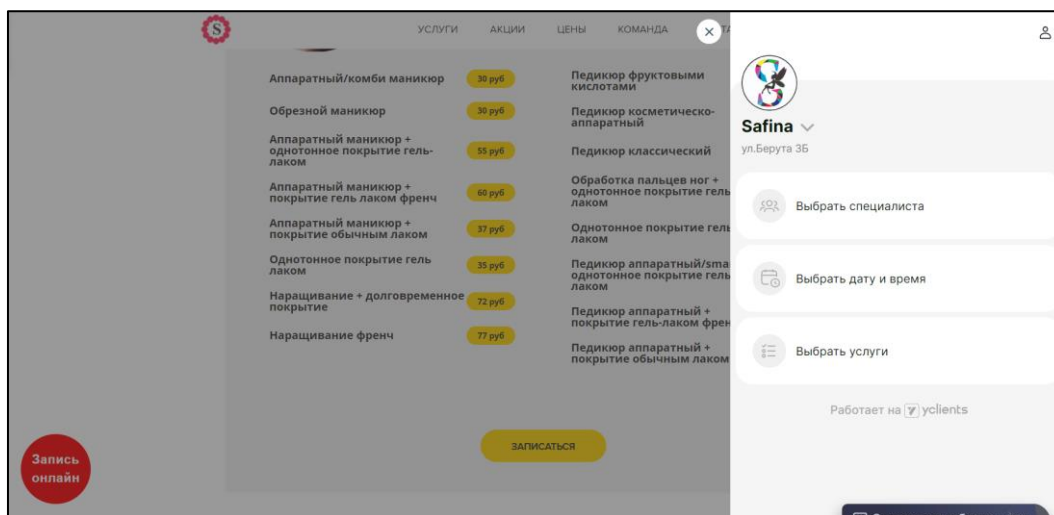 S
УСЛУГИ АКЦИИ ЦЕНЫ КОМАНДА
Аппаратный/комби маникюр 30 руб
Обрезной маникюр 30 руб
Аппаратный маникюр +
однотонное покрытие гель-
лаком 55 руб
Аппаратный маникюр +
покрытие гель лаком френч 60 руб
Аппаратный маникюр +
покрытие обычным лаком 37 руб
Однотонное покрытие гель
лаком 35 руб
Наращивание + долговременное
покрытие 72 руб
Наращивание френч 77 руб
Педикюр фруктовыми
кислотами
Педикюр косметическо-
аппаратный
Педикюр классический
Обработка пальцев ног +
однотонное покрытие гель
лаком
Однотонное покрытие гель
лаком
Педикюр аппаратный/sma
однотонное покрытие гель
лаком
Педикюр аппаратный +
покрытие гель-лаком френ
Педикюр аппаратный +
покрытие обычным лаком
ЗАПИСАТЬСЯ
Запись
онлайн
Safina
ул.Берута 3Б
Выбрать специалиста
Выбрать дату и время
Выбрать услуги
Работает на yclients